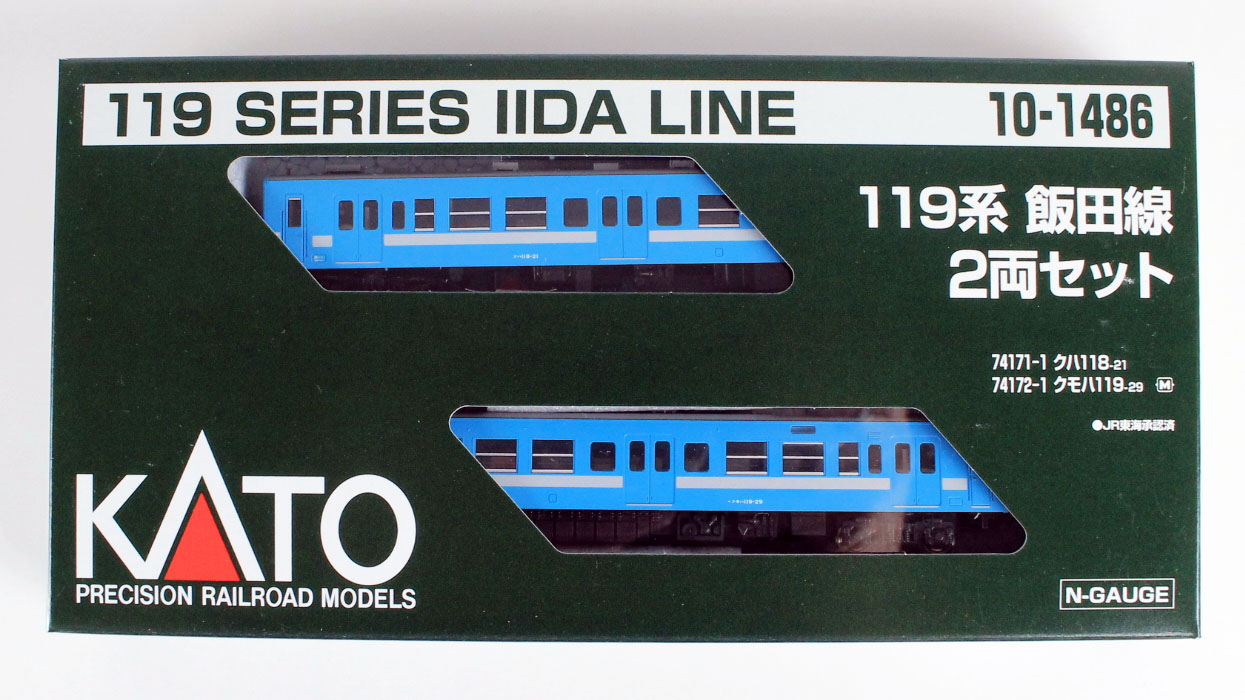 119 SERIES IIDA LINE
10-1486
119系 飯田線
2両セット
74171-1 クハ118-21
74172-1 クモハ119-29 M
●JR東海承認済
KATO
PRECISION RAILROAD MODELS
N-GAUGE